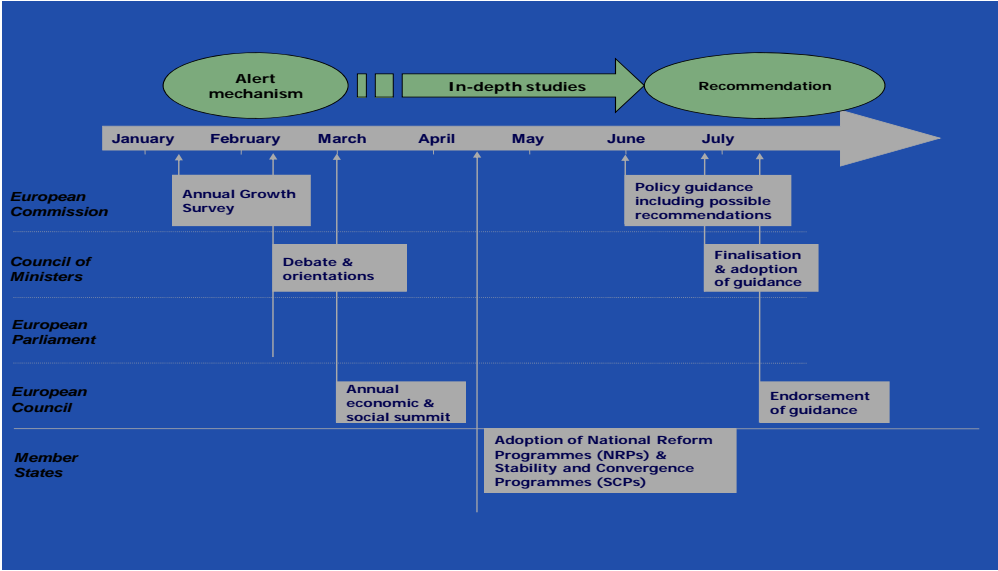 Alert
mechanism
In-depth studies
Recommendation
January February March April May June July
European
Commission
Annual Growth
Survey
Policy guidance
including possible
recommendations
Council of
Ministers
Debate &
orientations
Finalisation
& adoption
of guidance
European
Parliament
European
Council
Annual
economic &
social summit
Endorsement
of guidance
Member
States
Adoption of National Reform
Programmes (NRPs) &
Stability and Convergence
Programmes (SCPs)